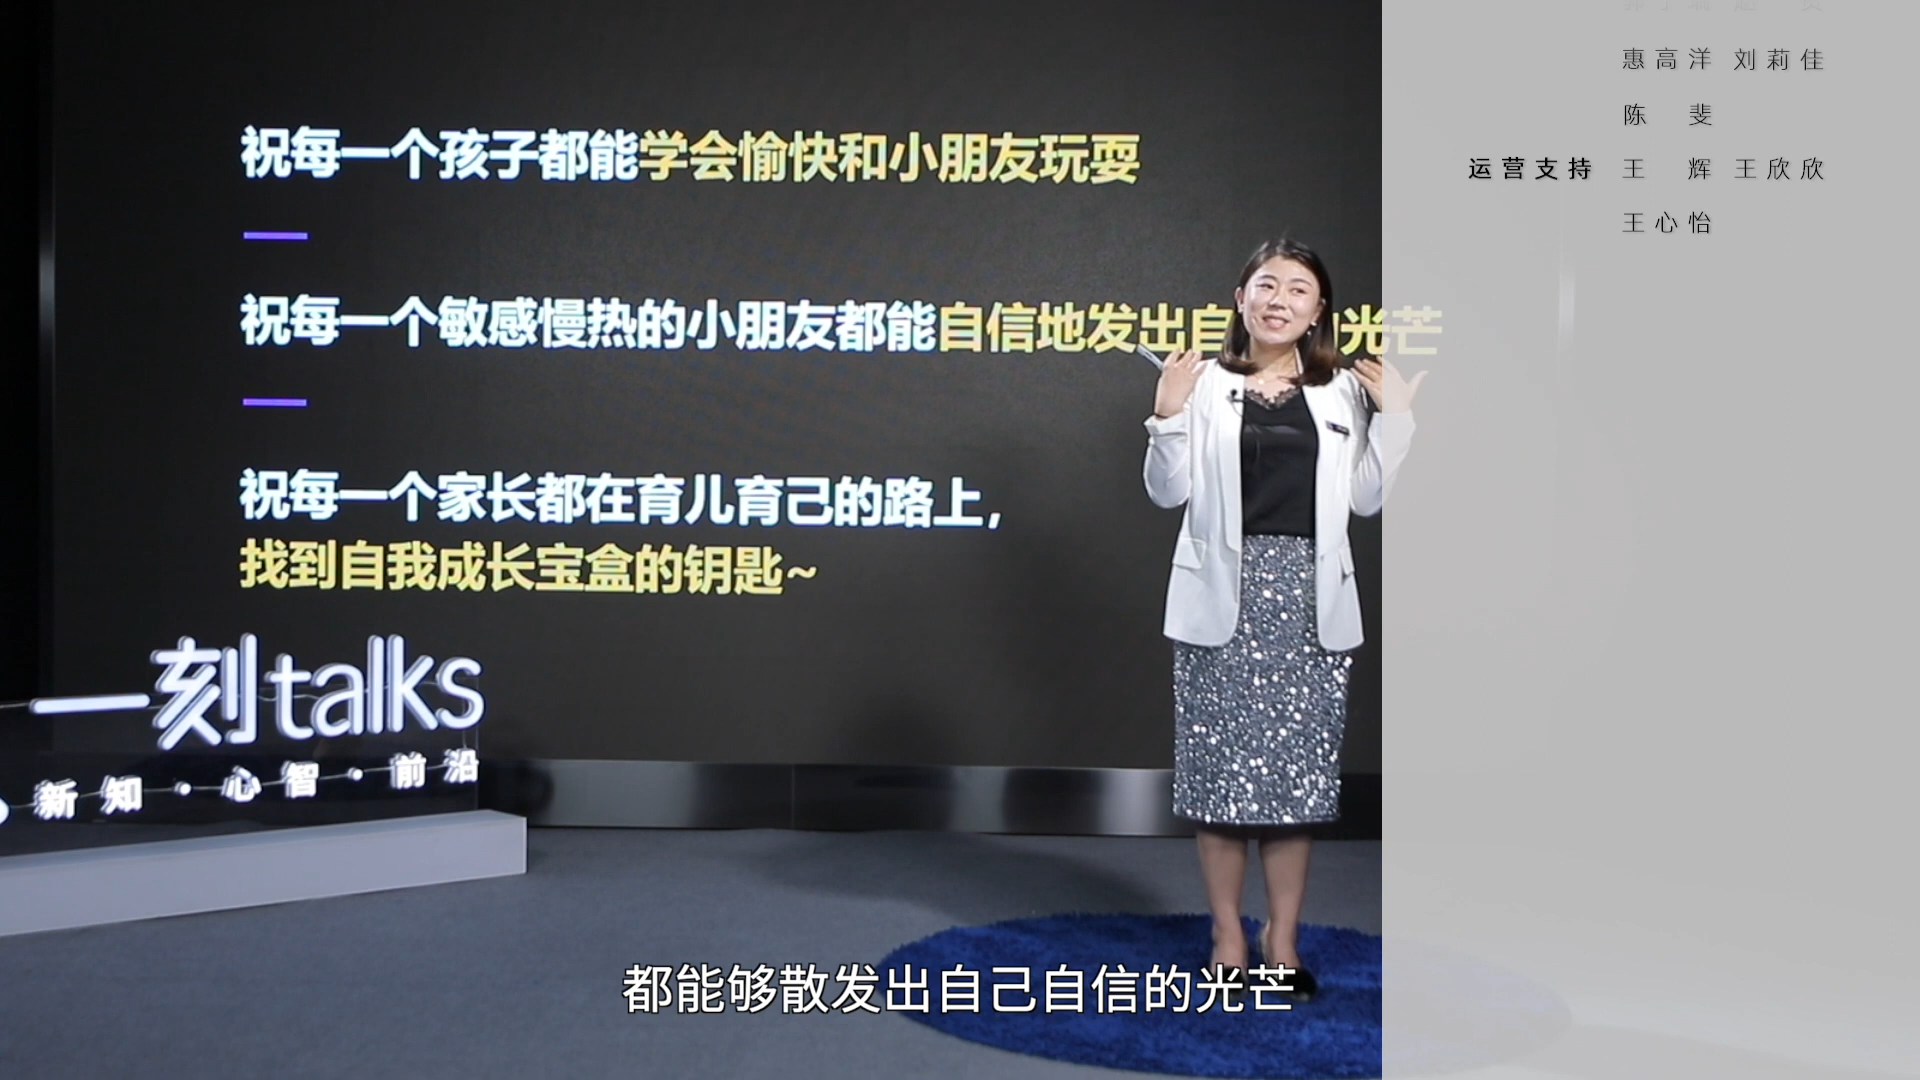 祝每一个孩子都能学会愉快和小朋友玩耍
祝每一个敏感慢热的小朋友都能自信地发出自 光芒
祝每一个家长都在育儿育己的路上，
找到自我成长宝盒的钥匙~
一刻talks
新知·心智·前沿
惠高洋 刘莉佳
陈 斐
运营支持 王 辉 王欣欣
王心怡
都能够散发出自己自信的光芒